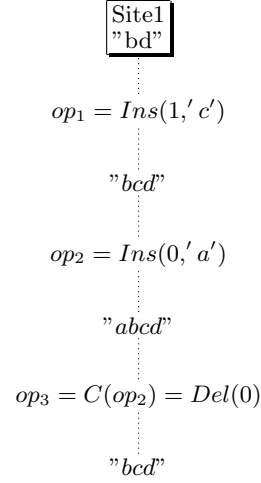 Site1
"bd"
op₁ = Ins(1,′ c′)
"bcd"
op₂ = Ins(0,′ a′)
"abcd"
op₃ = C(op₂) = Del(0)
"bcd"